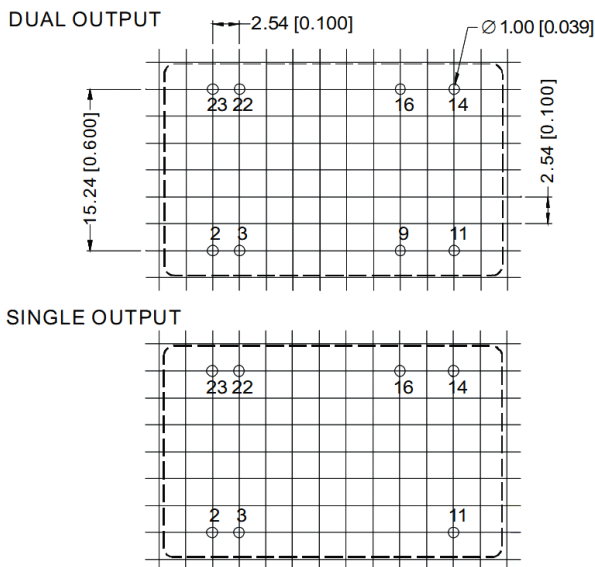 DUAL OUTPUT
2.54 [0.100]
Ø 1.00 [0.039]
23 22 16 14
15.24 [0.600]
2.54 [0.100]
2 3 9 11
SINGLE OUTPUT
23 22 16 14
2 3 11